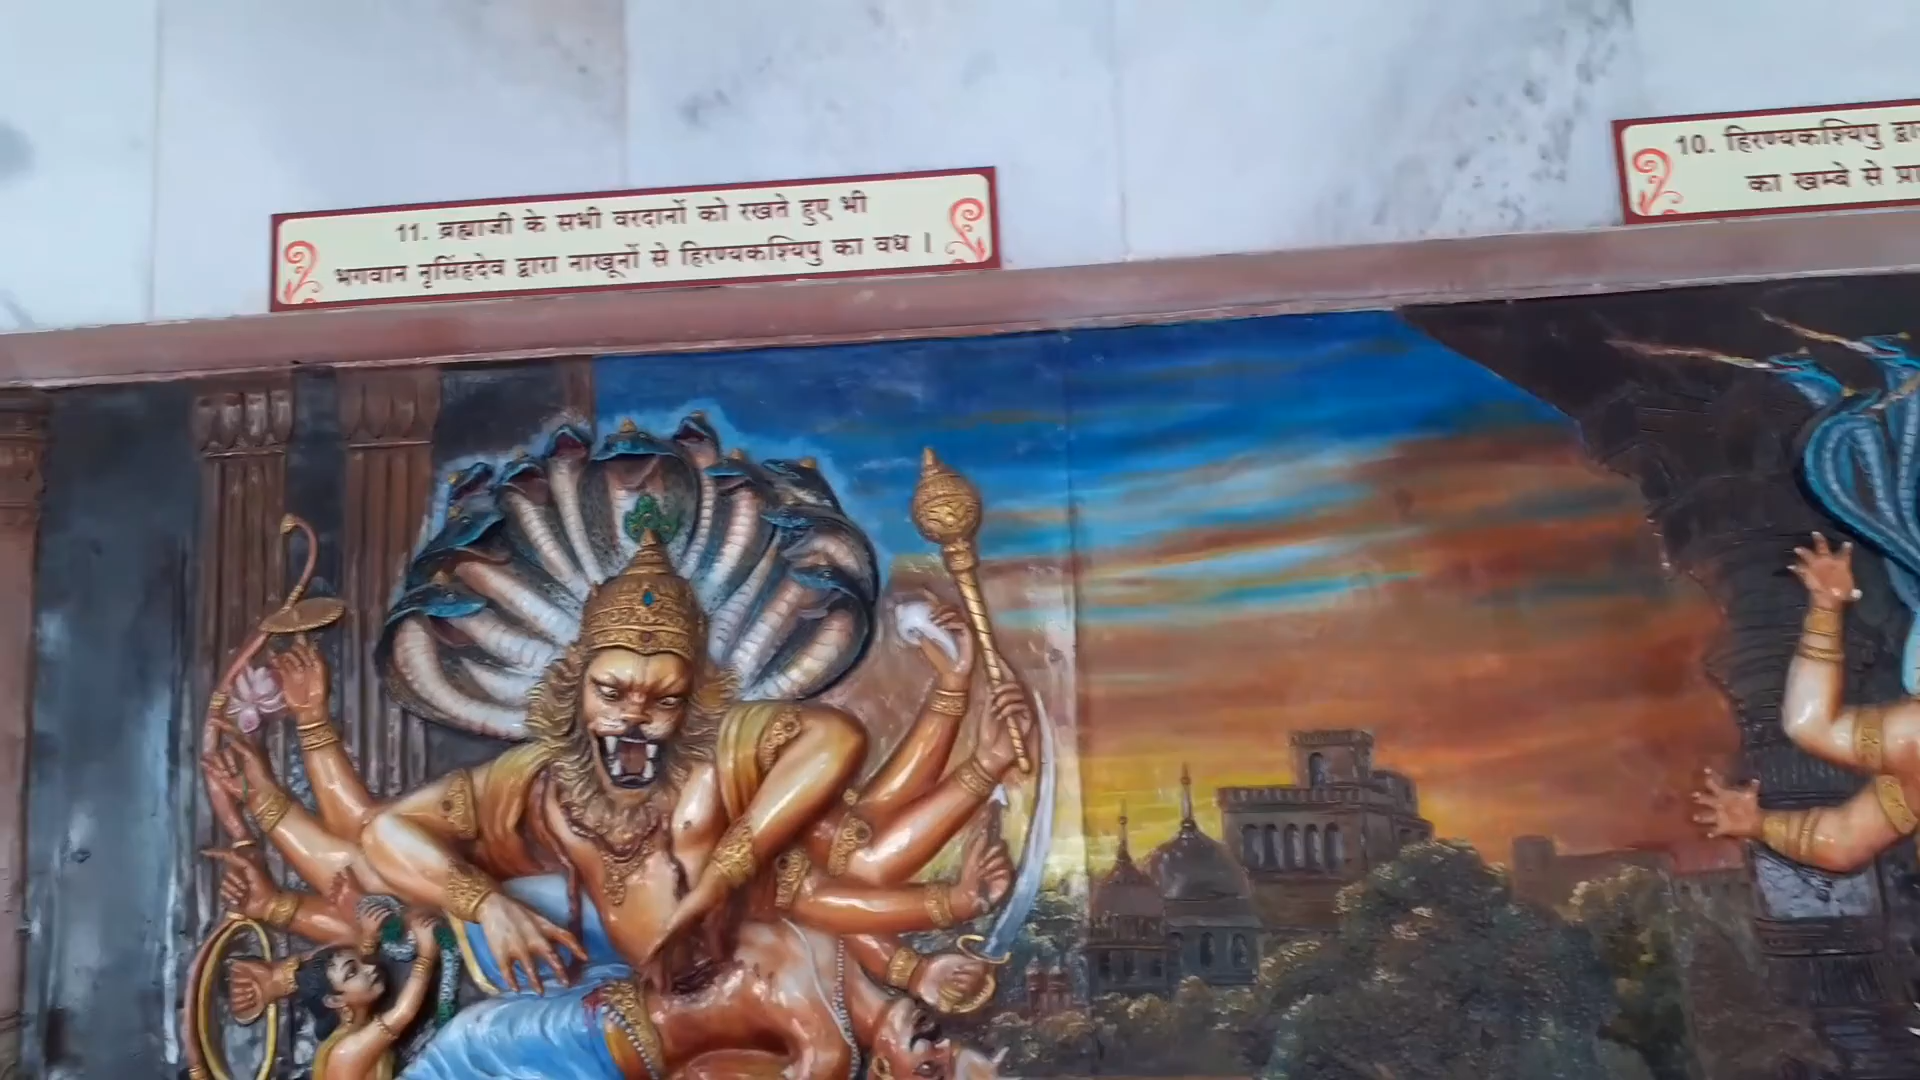 11. ब्रह्माजी के सभी वरदानों को रखते हुए भी
भगवान नृसिंहदेव द्वारा नाखूनों से हिरण्यकश्यिपु का वध ।
10. हिरण्यकश्यिपु
का खम्बे से